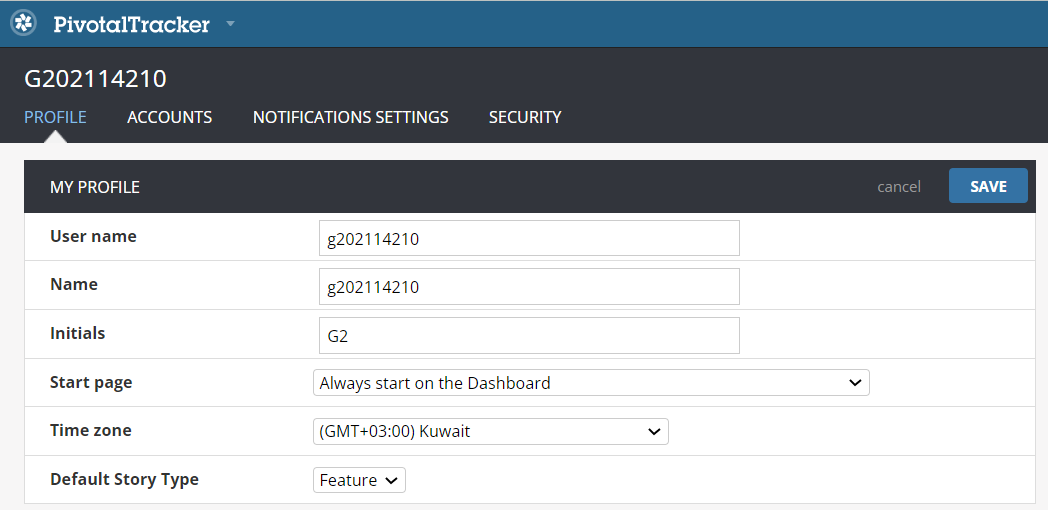 PivotalTracker
G202114210
PROFILE ACCOUNTS NOTIFICATIONS SETTINGS SECURITY
MY PROFILE cancel SAVE
User name g202114210
Name g202114210
Initials G2
Start page Always start on the Dashboard
Time zone (GMT+03:00) Kuwait
Default Story Type Feature